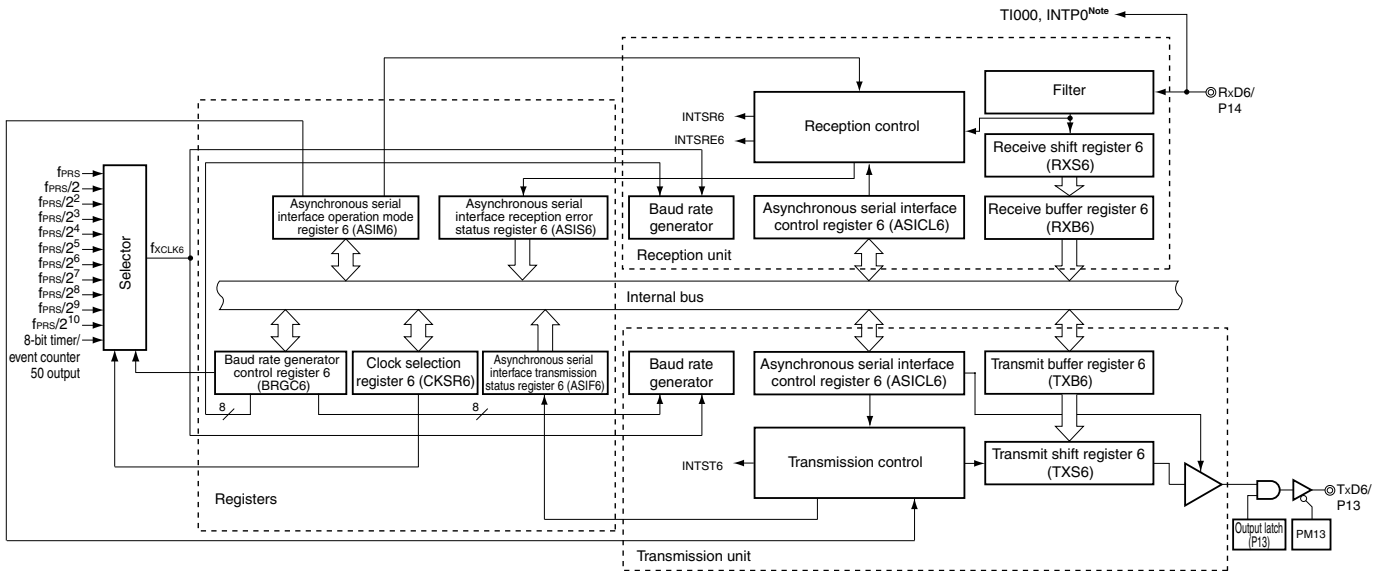 TI000, INTP0Note
RxD6/
P14
Filter
Reception control
INTSR6
INTSRE6
Receive shift register 6
(RXS6)
fPRS
fPRS/2
fPRS/2^2
fPRS/2^3
fPRS/2^4
fPRS/2^5
fPRS/2^6
fPRS/2^7
fPRS/2^8
fPRS/2^9
fPRS/2^10
8-bit timer/
event counter
50 output
Selector
fXCLK6
Asynchronous serial
interface operation mode
register 6 (ASIM6)
Asynchronous serial
interface reception error
status register 6 (ASIS6)
Baud rate
generator
Asynchronous serial interface
control register 6 (ASICL6)
Receive buffer register 6
(RXB6)
Reception unit
Internal bus
Baud rate generator
control register 6
(BRGC6)
Clock selection
register 6 (CKSR6)
Asynchronous serial
interface transmission
status register 6 (ASIF6)
Baud rate
generator
Asynchronous serial interface
control register 6 (ASICL6)
Transmit buffer register 6
(TXB6)
8
8
INTST6
Transmission control
Transmit shift register 6
(TXS6)
Registers
TxD6/
P13
Output latch
(P13)
PM13
Transmission unit